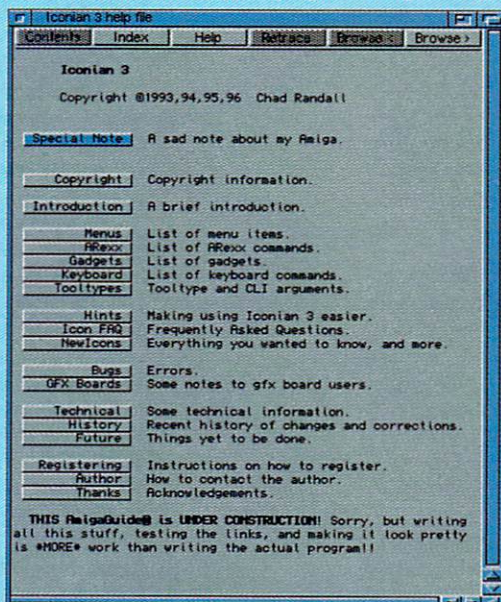 Iconian 3 help file
Contents Index Help Retrace Browse < Browse >
Iconian 3
Copyright ©1993,94,95,96 Chad Randall
Special Note A sad note about my Amiga.
Copyright Copyright information.
Introduction A brief introduction.
Menus List of menu items.
ARexx List of ARexx commands.
Gadgets List of gadgets.
Keyboard List of keyboard commands.
Tooltypes Tooltype and CLI arguments.
Hints Making using Iconian 3 easier.
Icon FAQ Frequently Asked Questions.
NewIcons Everything you wanted to know, and more.
Bugs Errors.
GFX Boards Some notes to gfx board users.
Technical Some technical information.
History Recent history of changes and corrections.
Future Things yet to be done.
Registering Instructions on how to register.
Author How to contact the author.
Thanks Acknowledgements.
THIS AmigaGuide® is UNDER CONSTRUCTION! Sorry, but writing
all this stuff, testing the links, and making it look pretty
is *MORE* work than writing the actual program!!